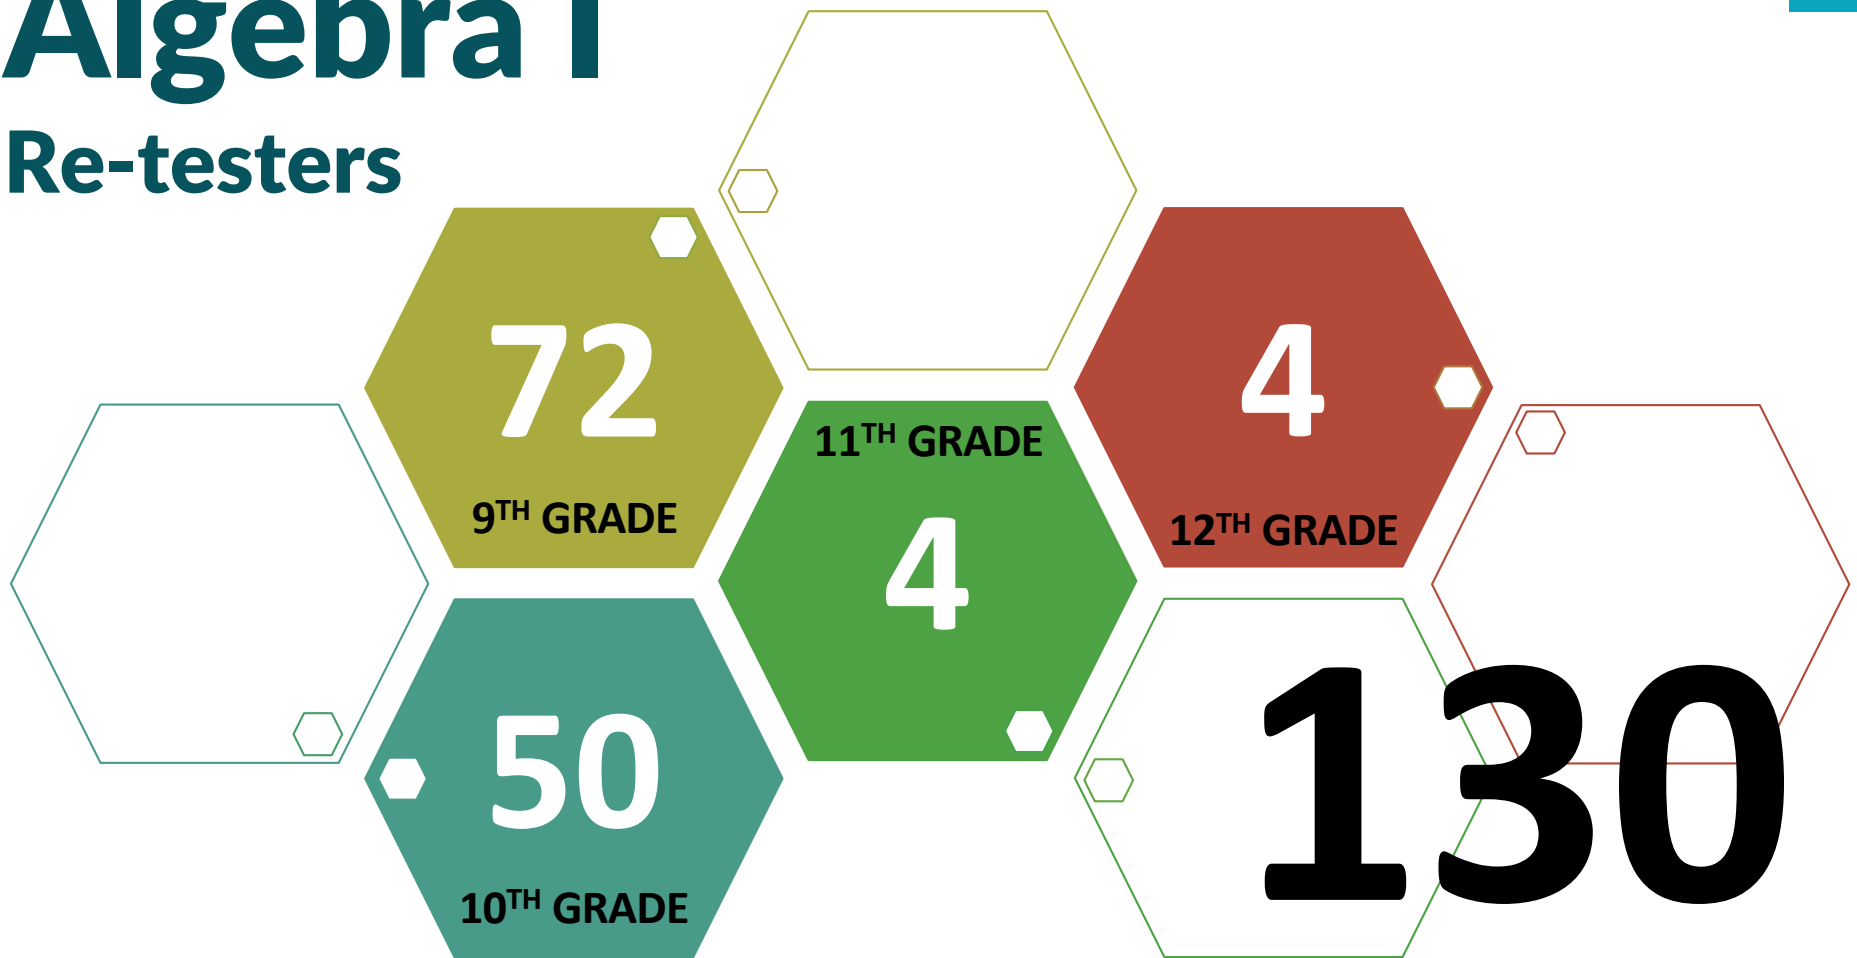 Algebra I
Re-testers
72
9TH GRADE
50
10TH GRADE
11TH GRADE
4
4
12TH GRADE
130